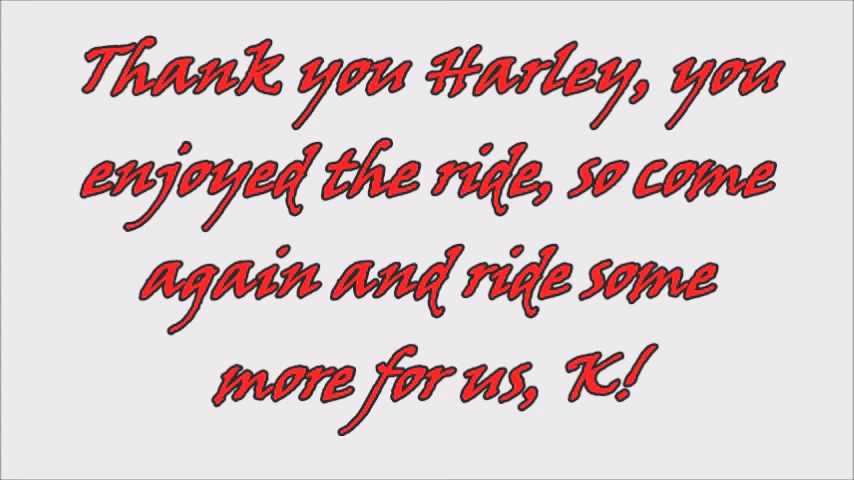 Thank you Harley, you
enjoyed the ride, so come
again and ride some
more for us, K!